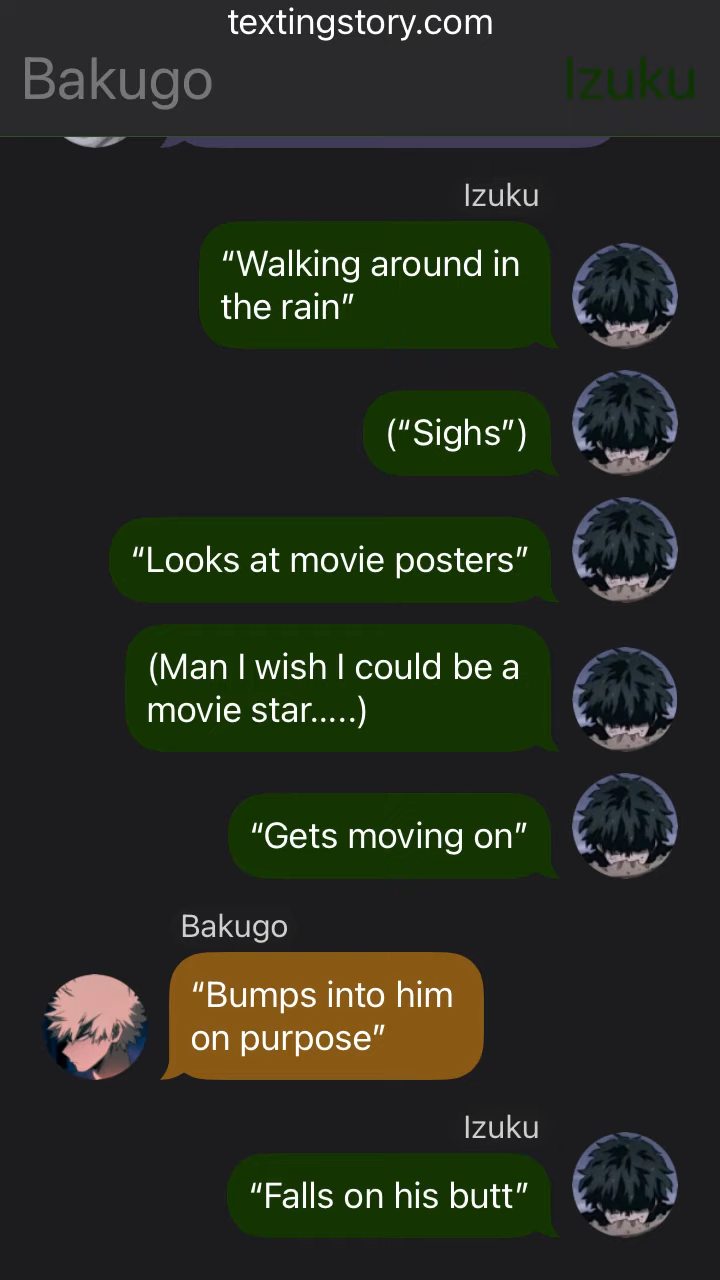 textingstory.com
Bakugo
Izuku
Izuku
“Walking around in
the rain”
(“Sighs”)
“Looks at movie posters”
(Man I wish I could be a
movie star.....)
“Gets moving on”
Bakugo
“Bumps into him
on purpose”
Izuku
“Falls on his butt”